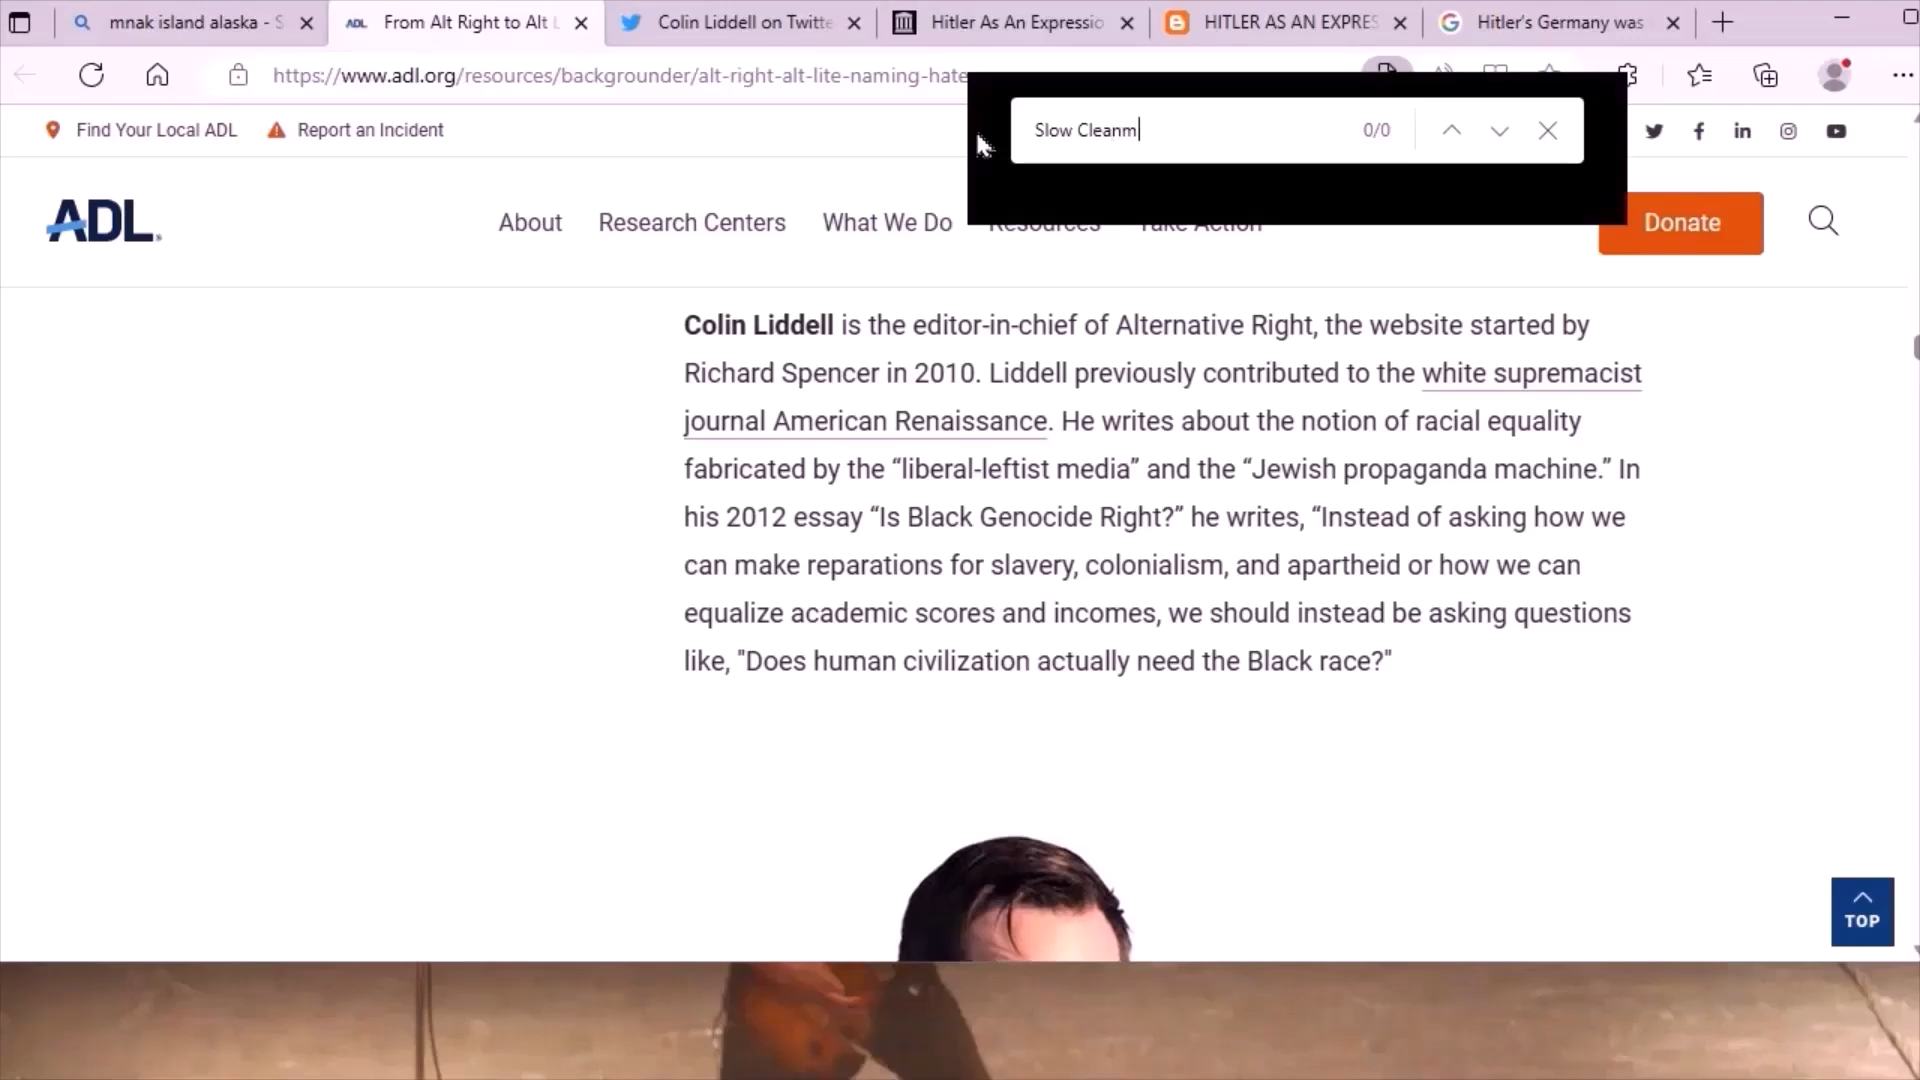 mnak island alaska - S
From Alt Right to Alt L
Colin Liddell on Twitte
Hitler As An Expressio
HITLER AS AN EXPRES
Hitler's Germany was
https://www.adl.org/resources/backgrounder/alt-right-alt-lite-naming-hate
Slow Cleanm
0/0
Find Your Local ADL
Report an Incident
ADL
About
Research Centers
What We Do
Resources
Take Action
Donate
Colin Liddell is the editor-in-chief of Alternative Right, the website started by
Richard Spencer in 2010. Liddell previously contributed to the white supremacist
journal American Renaissance. He writes about the notion of racial equality
fabricated by the “liberal-leftist media” and the “Jewish propaganda machine.” In
his 2012 essay “Is Black Genocide Right?” he writes, “Instead of asking how we
can make reparations for slavery, colonialism, and apartheid or how we can
equalize academic scores and incomes, we should instead be asking questions
like, "Does human civilization actually need the Black race?"
TOP